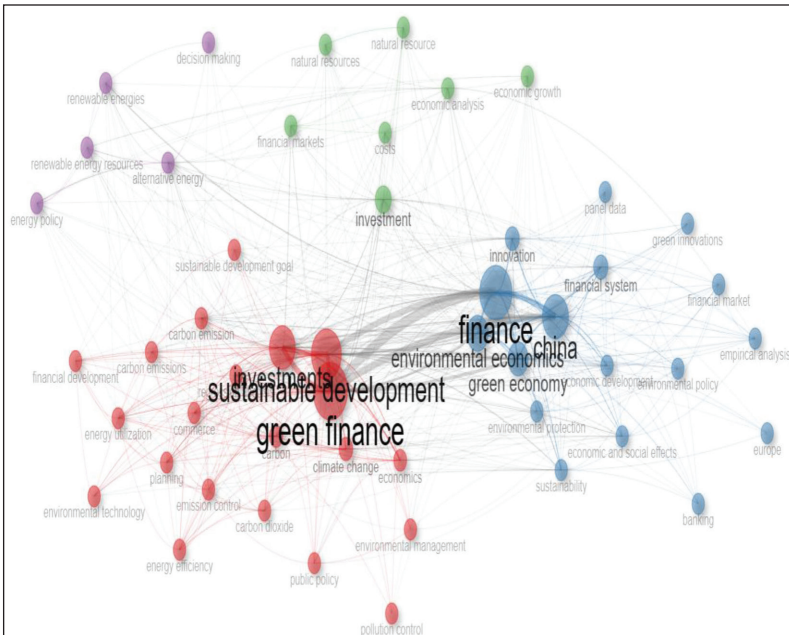 natural resource
decision making
natural resources
renewable energies
economic growth
economic analysis
financial markets
costs
renewable energy resources
alternative energy
energy policy
investment
panel data
green innovations
innovation
sustainable development goal
financial system
financial market
carbon emission
finance
china
empirical analysis
carbon emissions
financial development
environmental economics
investments
economic development
environmental policy
green economy
sustainable development
energy utilization
commerce
environmental protection
green finance
carbon
economic and social effects
europe
climate change
economics
planning
sustainability
environmental technology
emission control
banking
carbon dioxide
environmental management
energy efficiency
public policy
pollution control